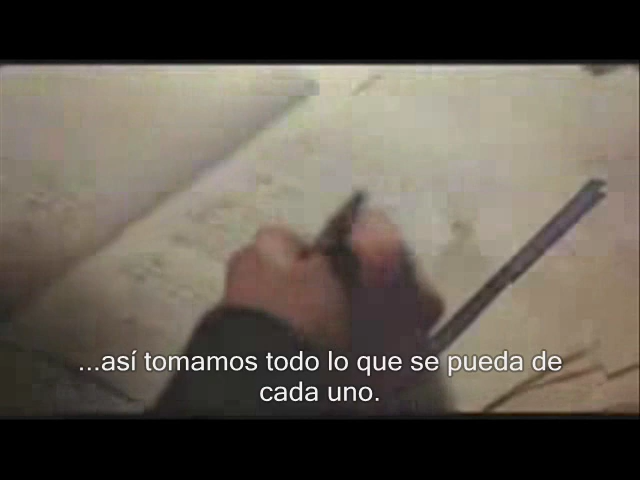 ...así tomamos todo lo que se pueda de
cada uno.